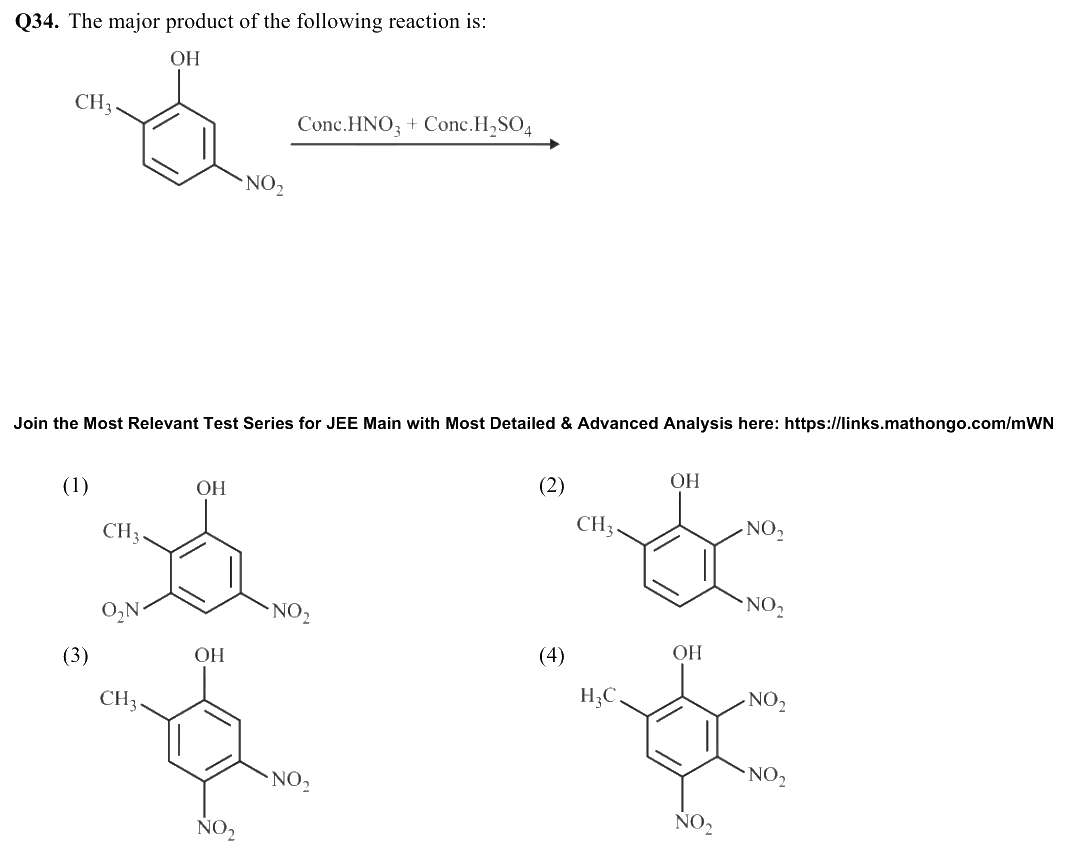 Q34. The major product of the following reaction is:
OH
CH₃
Conc.HNO₃ + Conc.H₂SO₄
NO₂
Join the Most Relevant Test Series for JEE Main with Most Detailed & Advanced Analysis here: https://links.mathongo.com/mWN
(1)
OH
CH₃
O₂N
NO₂
(2)
OH
CH₃
NO₂
NO₂
(3)
OH
CH₃
NO₂
NO₂
(4)
OH
H₃C
NO₂
NO₂
NO₂